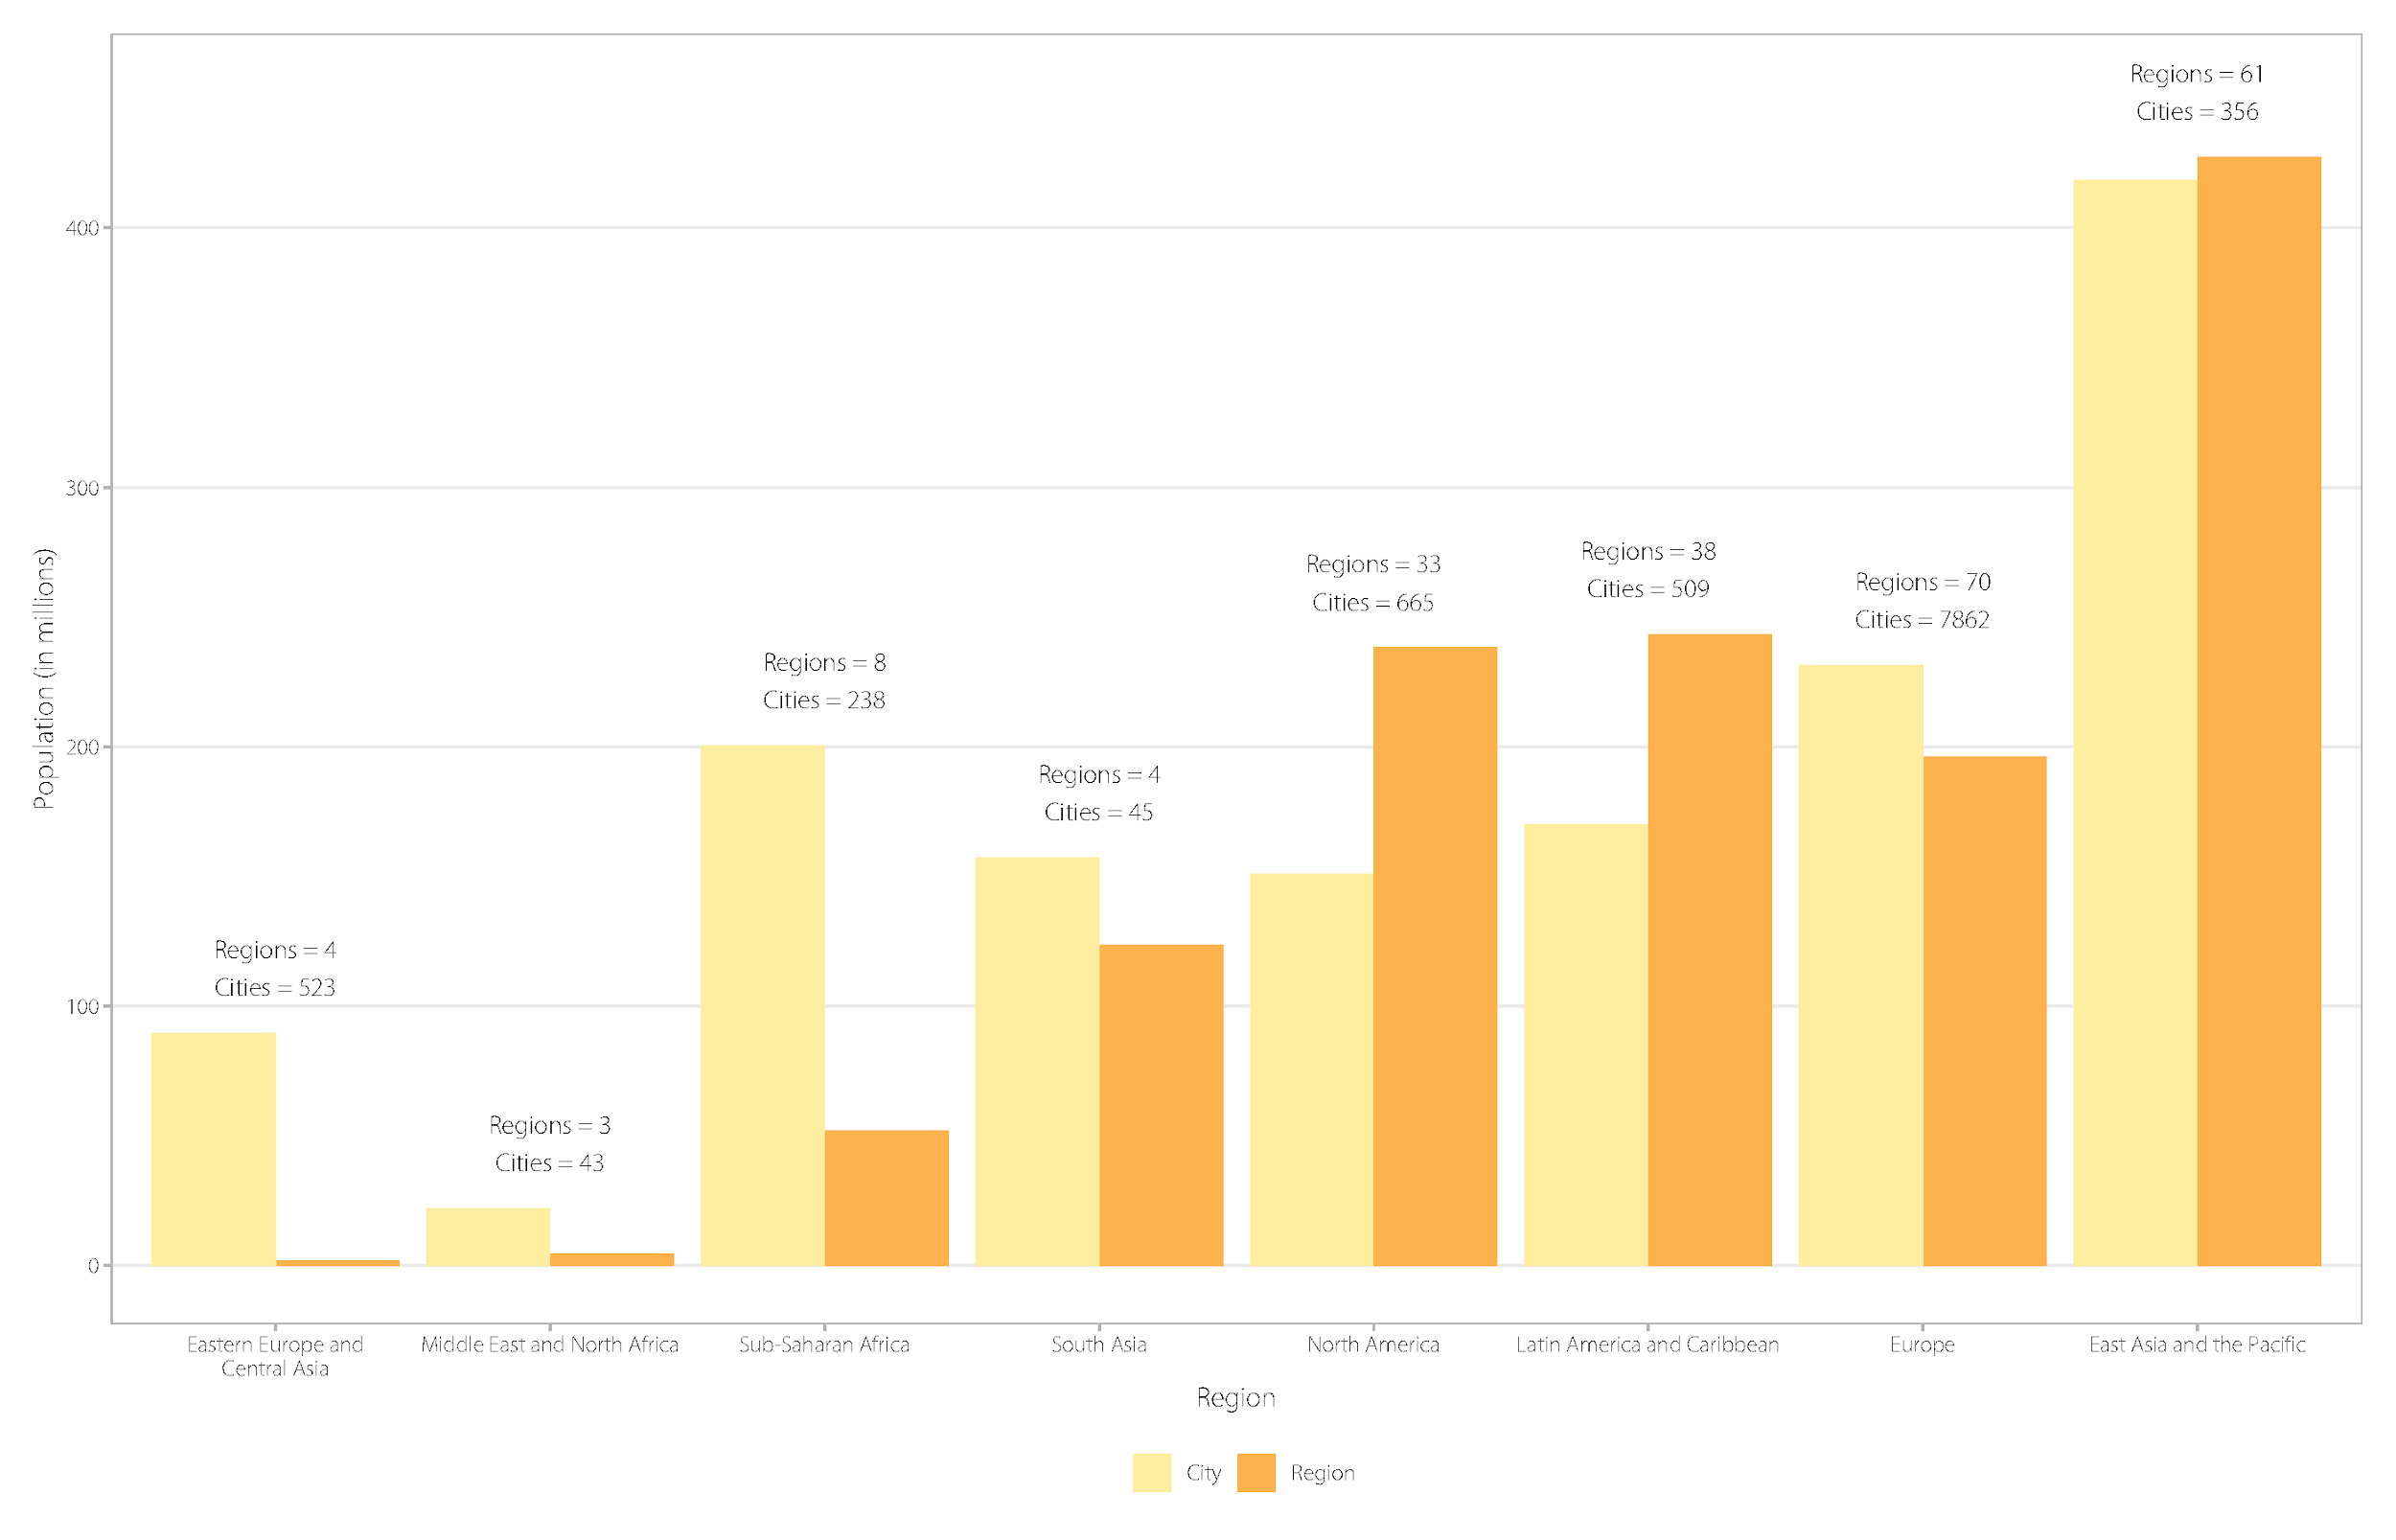 Regions = 61
Cities = 356
400
300
Regions = 33
Cities = 665
Regions = 38
Cities = 509
Regions = 70
Cities = 7862
Population (in millions)
Regions = 8
Cities = 238
200
Regions = 4
Cities = 45
Regions = 4
Cities = 523
100
Regions = 3
Cities = 43
0
Eastern Europe and
Central Asia
Middle East and North Africa
Sub-Saharan Africa
South Asia
North America
Latin America and Caribbean
Europe
East Asia and the Pacific
Region
City
Region